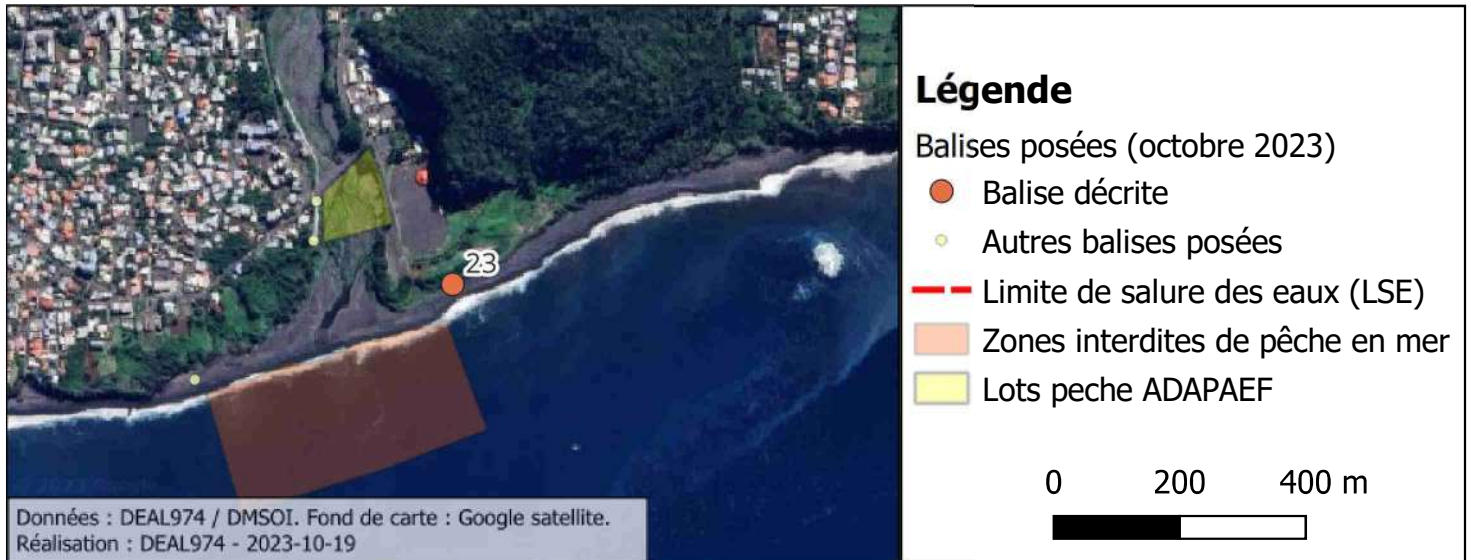 23
Données : DEAL974 / DMSOI. Fond de carte : Google satellite.
Réalisation : DEAL974 - 2023-10-19
Légende
Balises posées (octobre 2023)
Balise décrite
Autres balises posées
Limite de salure des eaux (LSE)
Zones interdites de pêche en mer
Lots peche ADAPAEF
0 200 400 m